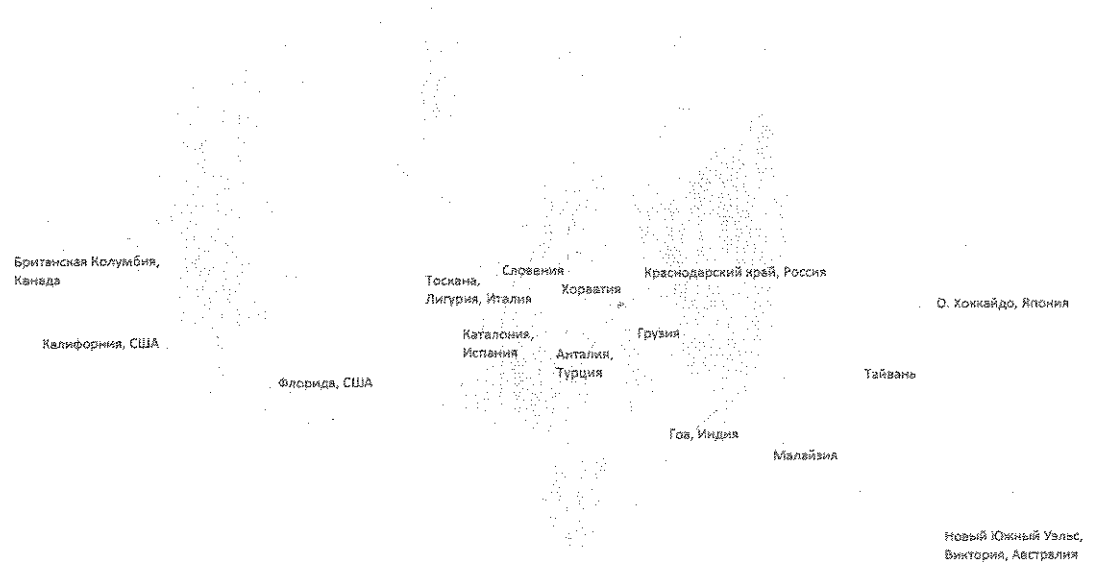 Британская Колумбия,
Канада
Калифорния, США
Флорида, США
Тоскана,
Лигурия, Италия
Словения
Хорватия
Краснодарский край, Россия
О. Хоккайдо, Япония
Каталония,
Испания
Анталия,
Турция
Грузия
Тайвань
Гоа, Индия
Малайзия
Новый Южный Уэльс,
Виктория, Австралия